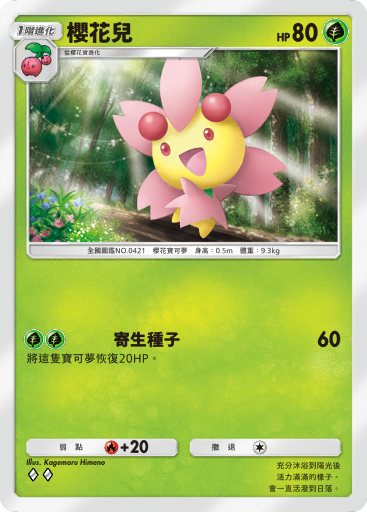 1階進化
櫻花兒
HP 80
從櫻花寶進化
全國圖鑑NO.0421 櫻花寶可夢 身高：0.5m 體重：9.3kg
寄生種子 60
將這隻寶可夢恢復20HP。
弱點 +20 撤退
Illus. Kagemaru Himeno
充分沐浴到陽光後
活力滿滿的樣子。
會一直活潑到日落。